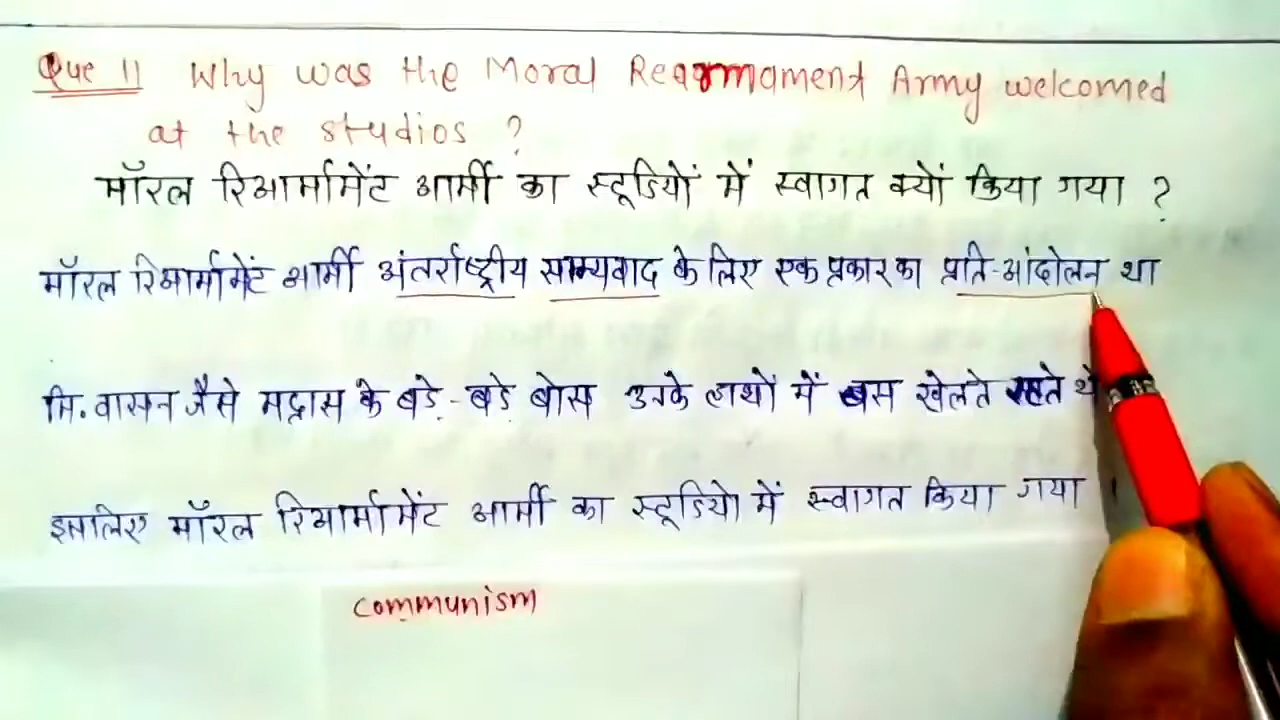 Que 11 Why was the Moral Rearmament Army welcomed
at the studios ?
मॉरल रिआर्मामेंट आर्मी का स्टूडियों में स्वागत क्यों किया गया ?
मॉरल रिआर्मामेंट आर्मी अंतर्राष्ट्रीय साम्यवाद के लिए एक प्रकार का प्रति-आंदोलन था
मि. वासन जैसे मद्रास के बड़े-बड़े बोस उनके हाथों में बस खेलते रहते थे
इसलिए मॉरल रिआर्मामेंट आर्मी का स्टूडियो में स्वागत किया गया ।
communism